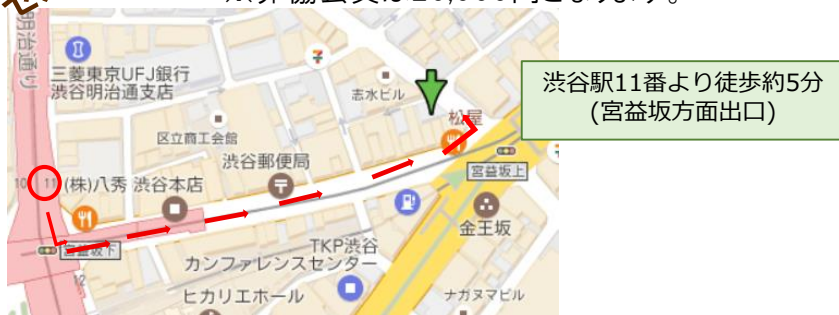 明治通り
三菱東京UFJ銀行
渋谷明治通支店
志水ビル
松屋
渋谷駅11番より徒歩約5分
(宮益坂方面出口)
区立商工会館
渋谷郵便局
宮益坂上
10
11
(株)八秀 渋谷本店
金王坂
宮益坂下
TKP渋谷
カンファレンスセンター
12
ヒカリエホール
ナガヌマビル